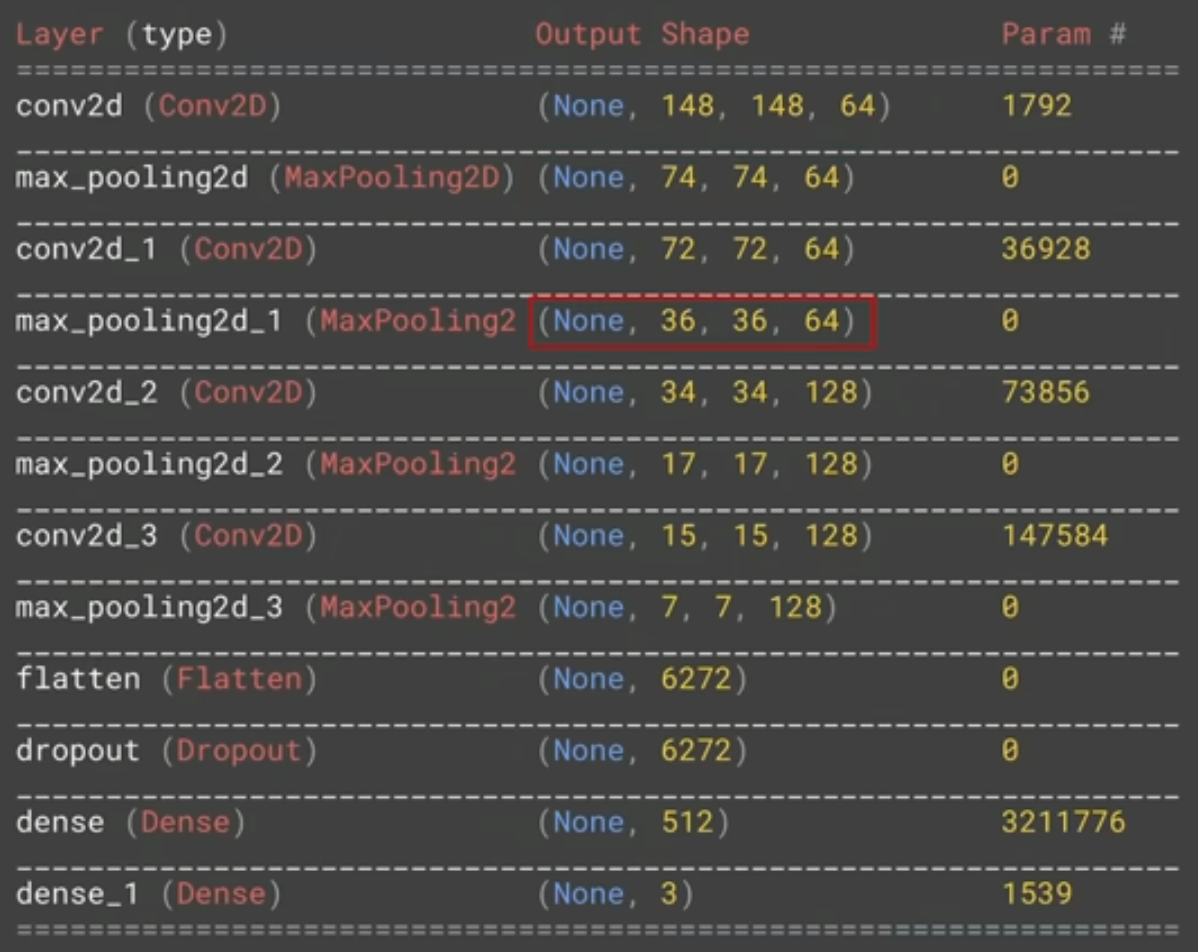 Layer (type) Output Shape Param #
=================================================================
conv2d (Conv2D) (None, 148, 148, 64) 1792
_________________________________________________________________
max_pooling2d (MaxPooling2D) (None, 74, 74, 64) 0
_________________________________________________________________
conv2d_1 (Conv2D) (None, 72, 72, 64) 36928
_________________________________________________________________
max_pooling2d_1 (MaxPooling2 (None, 36, 36, 64) 0
_________________________________________________________________
conv2d_2 (Conv2D) (None, 34, 34, 128) 73856
_________________________________________________________________
max_pooling2d_2 (MaxPooling2 (None, 17, 17, 128) 0
_________________________________________________________________
conv2d_3 (Conv2D) (None, 15, 15, 128) 147584
_________________________________________________________________
max_pooling2d_3 (MaxPooling2 (None, 7, 7, 128) 0
_________________________________________________________________
flatten (Flatten) (None, 6272) 0
_________________________________________________________________
dropout (Dropout) (None, 6272) 0
_________________________________________________________________
dense (Dense) (None, 512) 3211776
_________________________________________________________________
dense_1 (Dense) (None, 3) 1539
=================================================================